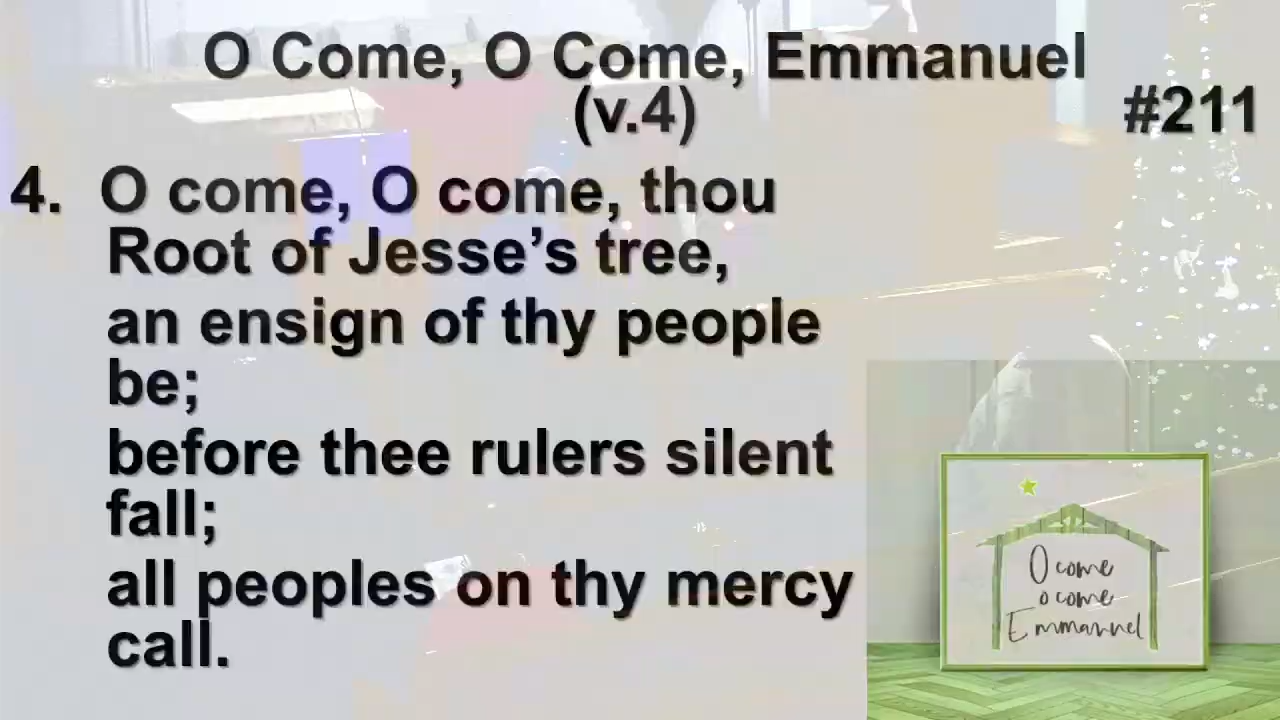 O Come, O Come, Emmanuel
(v.4)
#211
4. O come, O come, thou
Root of Jesse’s tree,
an ensign of thy people
be;
before thee rulers silent
fall;
all peoples on thy mercy
call.
O come
o come
Emmanuel